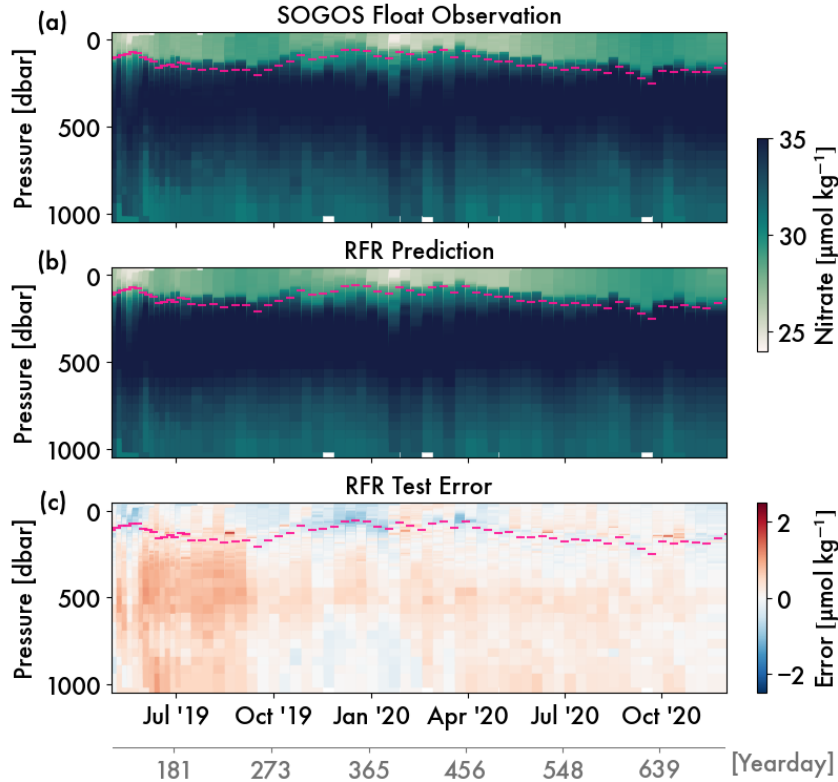 (a) SOGOS Float Observation
0
500
1000
Pressure [dbar]
(b) RFR Prediction
0
500
1000
Pressure [dbar]
35
30
25
Nitrate [µmol kg⁻¹]
(c) RFR Test Error
0
500
1000
Pressure [dbar]
2
0
−2
Error [µmol kg⁻¹]
Jul '19 Oct '19 Jan '20 Apr '20 Jul '20 Oct '20
181 273 365 456 548 639 [Yearday]